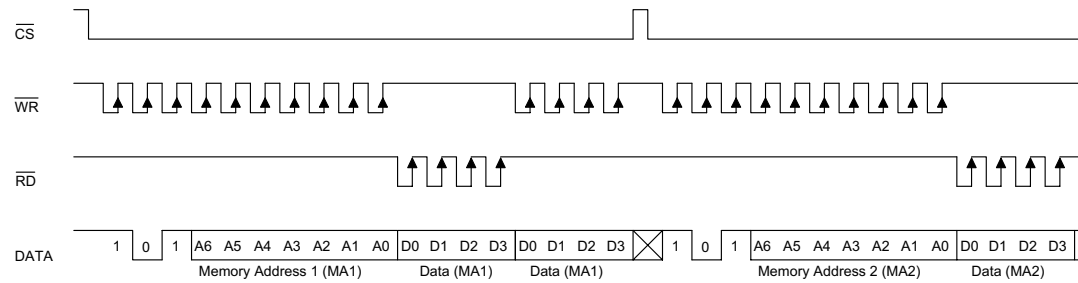 CS
WR
RD
DATA 1 0 1 A6 A5 A4 A3 A2 A1 A0 D0 D1 D2 D3 D0 D1 D2 D3 1 0 1 A6 A5 A4 A3 A2 A1 A0 D0 D1 D2 D3
Memory Address 1 (MA1) Data (MA1) Data (MA1) Memory Address 2 (MA2) Data (MA2)